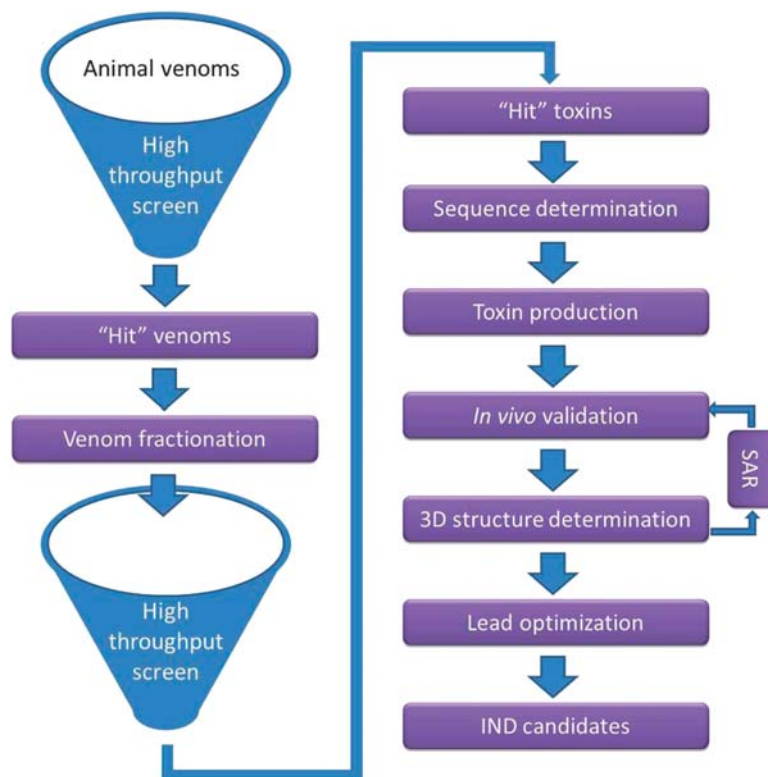 Animal venoms
High
throughput
screen
“Hit” venoms
Venom fractionation
High
throughput
screen
“Hit” toxins
Sequence determination
Toxin production
In vivo validation
SAR
3D structure determination
Lead optimization
IND candidates